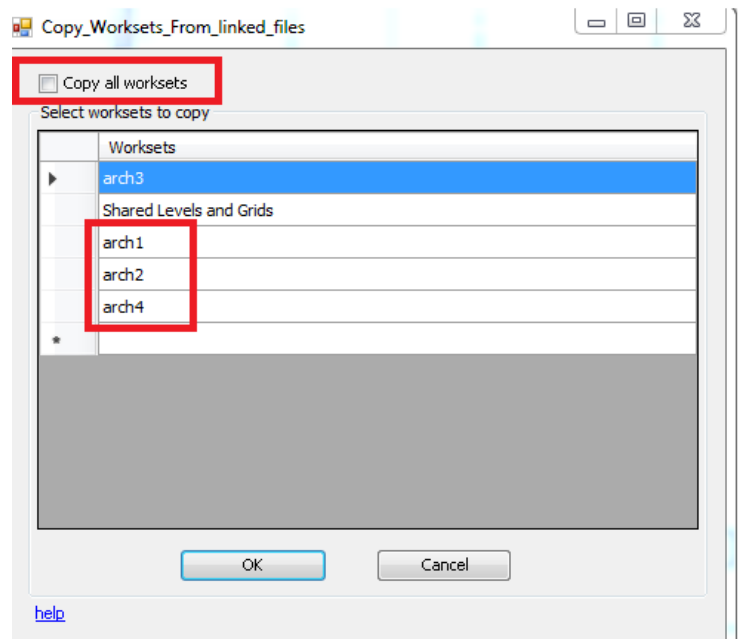 Copy_Worksets_From_linked_files
Copy all worksets
Select worksets to copy
Worksets
arch3
Shared Levels and Grids
arch1
arch2
arch4
OK Cancel
help